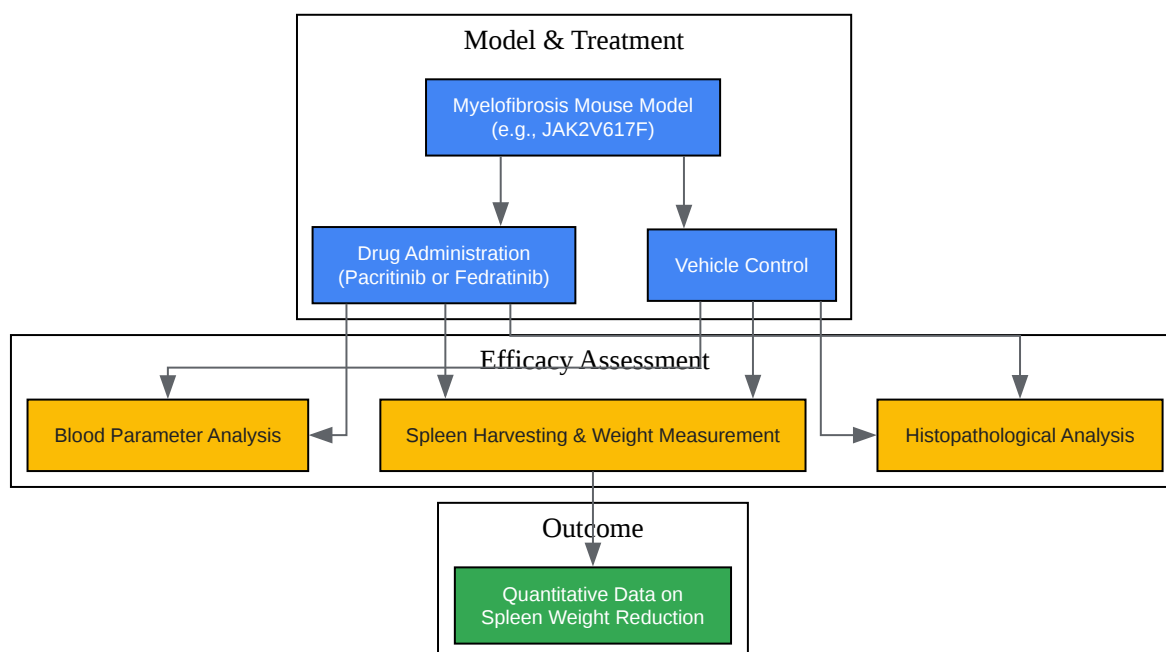 Model & Treatment
Myelofibrosis Mouse Model
(e.g., JAK2V617F)
Drug Administration
(Pacritinib or Fedratinib)
Vehicle Control
Efficacy Assessment
Blood Parameter Analysis
Spleen Harvesting & Weight Measurement
Histopathological Analysis
Outcome
Quantitative Data on
Spleen Weight Reduction